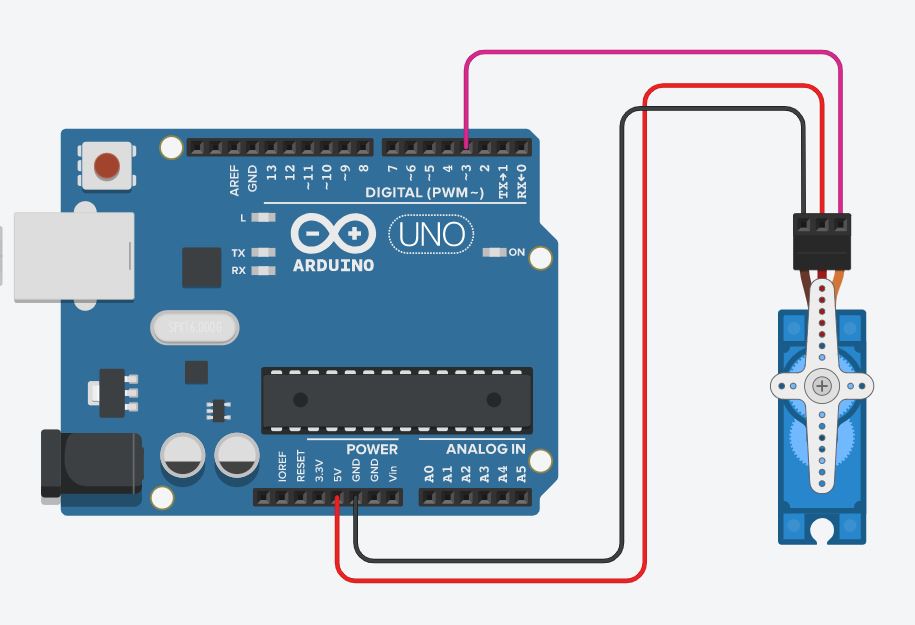 AREF
GND
13
12
~11
~10
~9
8
7
~6
~5
4
~3
2
TX→1
RX←0
DIGITAL (PWM~)
L
TX
RX
UNO
ON
ARDUINO
POWER
ANALOG IN
IOREF
RESET
3.3V
5V
GND
GND
Vin
A0
A1
A2
A3
A4
A5